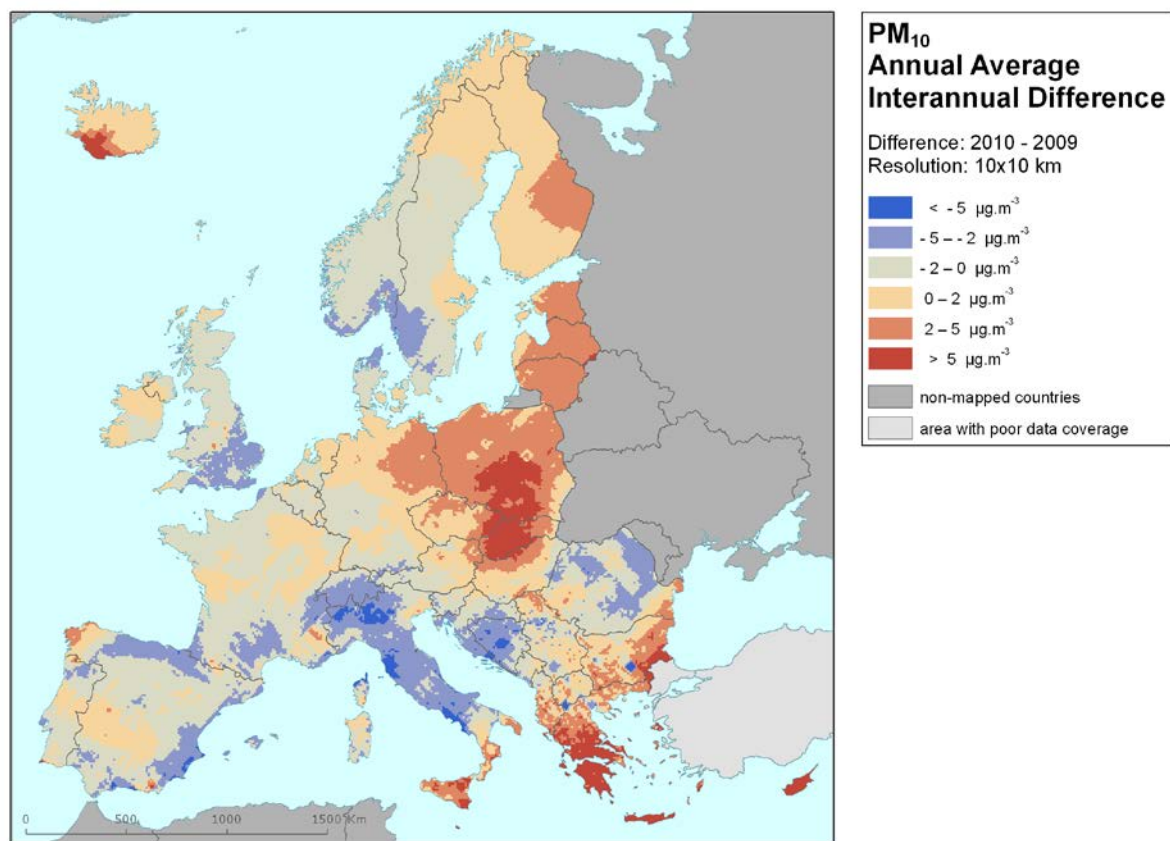 PM₁₀
Annual Average
Interannual Difference
Difference: 2010 - 2009
Resolution: 10x10 km
< - 5 µg.m⁻³
- 5 – - 2 µg.m⁻³
- 2 – 0 µg.m⁻³
0 – 2 µg.m⁻³
2 – 5 µg.m⁻³
> 5 µg.m⁻³
non-mapped countries
area with poor data coverage
0 500 1000 1500 Km